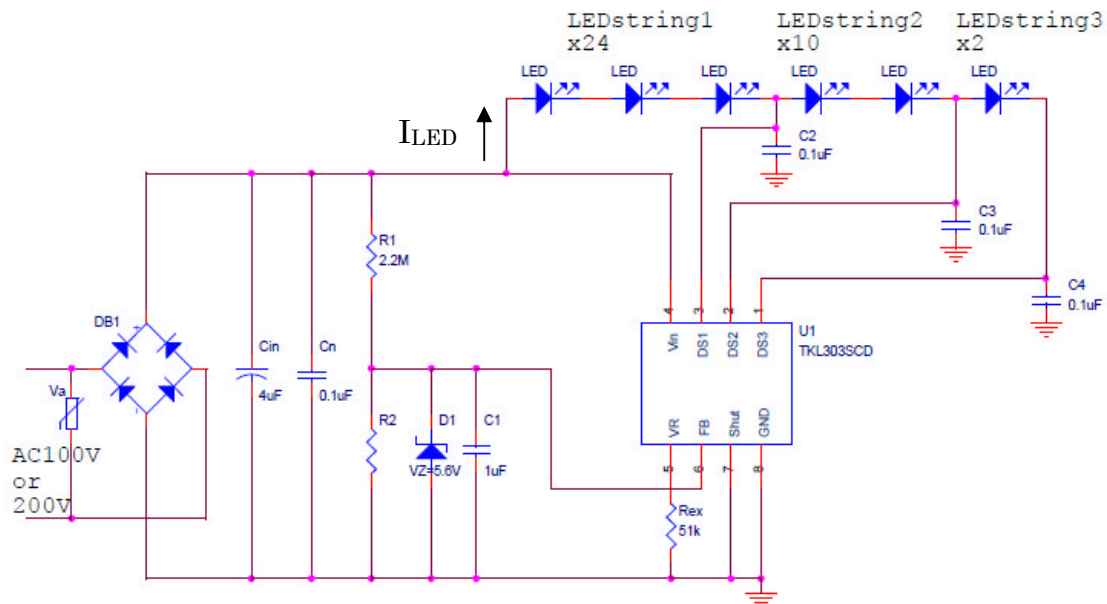 LEDstring1 LEDstring2 LEDstring3
x24 x10 x2
LED LED LED LED LED LED
ILED
C2
0.1uF
C3
0.1uF
C4
0.1uF
R1
2.2M
DB1
Cin
4uF
Cn
0.1uF
R2
D1
VZ=5.6V
C1
1uF
Va
AC100V
or
200V
4 3 2 1
Vin DS1 DS2 DS3
U1
TKL303SCD
VR FB Shut GND
5 6 7 8
Rex
51k
+
-